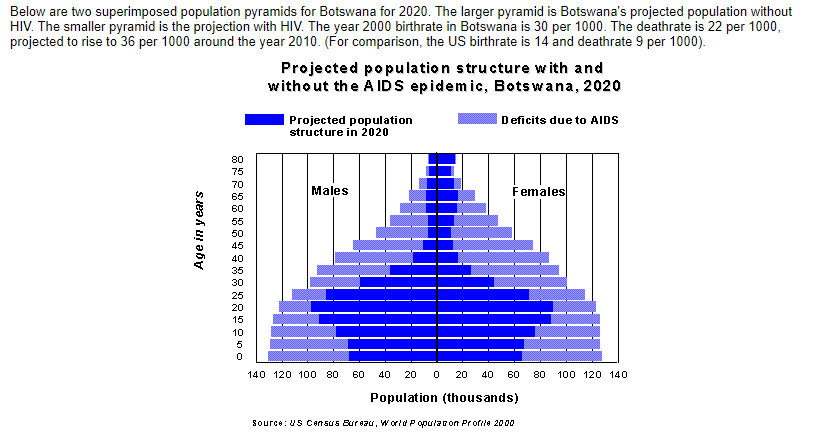 Below are two superimposed population pyramids for Botswana for 2020. The larger pyramid is Botswana's projected population without
HIV. The smaller pyramid is the projection with HIV. The year 2000 birthrate in Botswana is 30 per 1000. The deathrate is 22 per 1000,
projected to rise to 36 per 1000 around the year 2010. (For comparison, the US birthrate is 14 and deathrate 9 per 1000).
Projected population structure with and
without the AIDS epidemic, Botswana, 2020
Projected population
structure in 2020
Deficits due to AIDS
Age in years
80
75
70
65
60
55
50
45
40
35
30
25
20
15
10
5
0
Males
Females
140 120 100 80 60 40 20 0 20 40 60 80 100 120 140
Population (thousands)
Source: US Census Bureau, World Population Profile 2000